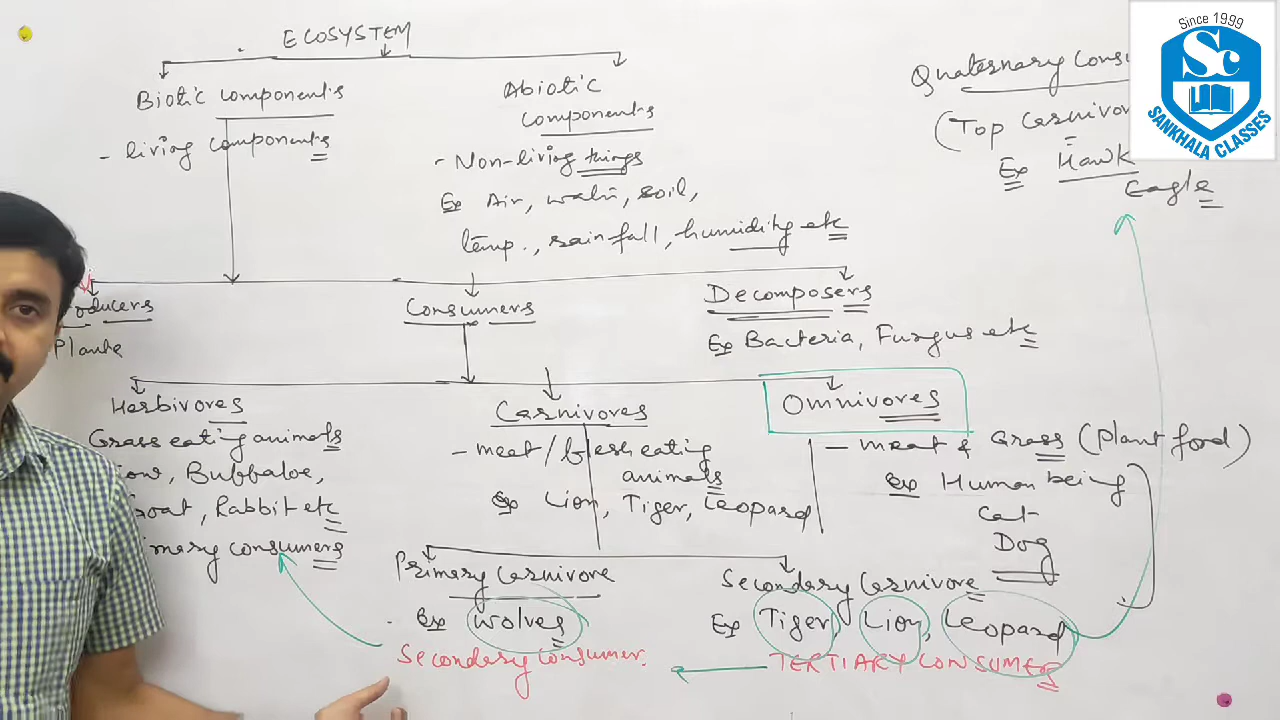 ECOSYSTEM
Biotic components
- living components
Abiotic
components
- Non-living things
Ex Air, water, soil,
temp., rainfall, humidity etc
Quaternary Consu
(Top Carnivor
Ex Hawk
Eagle
Since 1999
Sc
SANKHALA CLASSES
oducers
Plants
Consumers
Decomposers
Ex Bacteria, Fungus etc
Herbivores
Grass eating animals
Cow, Buffaloe,
Goat, Rabbit etc
imary consumers
Carnivores
- meat/flesh eating
animals
Ex Lion, Tiger, Leopard
Omnivores
- meat & Grass (Plant food)
Ex Human being
Cat
Dog
Primary Carnivore
- Ex wolves
Secondary Consumer.
Secondary Carnivore
Ex Tiger, Lion, Leopard
TERTIARY CONSUMERS